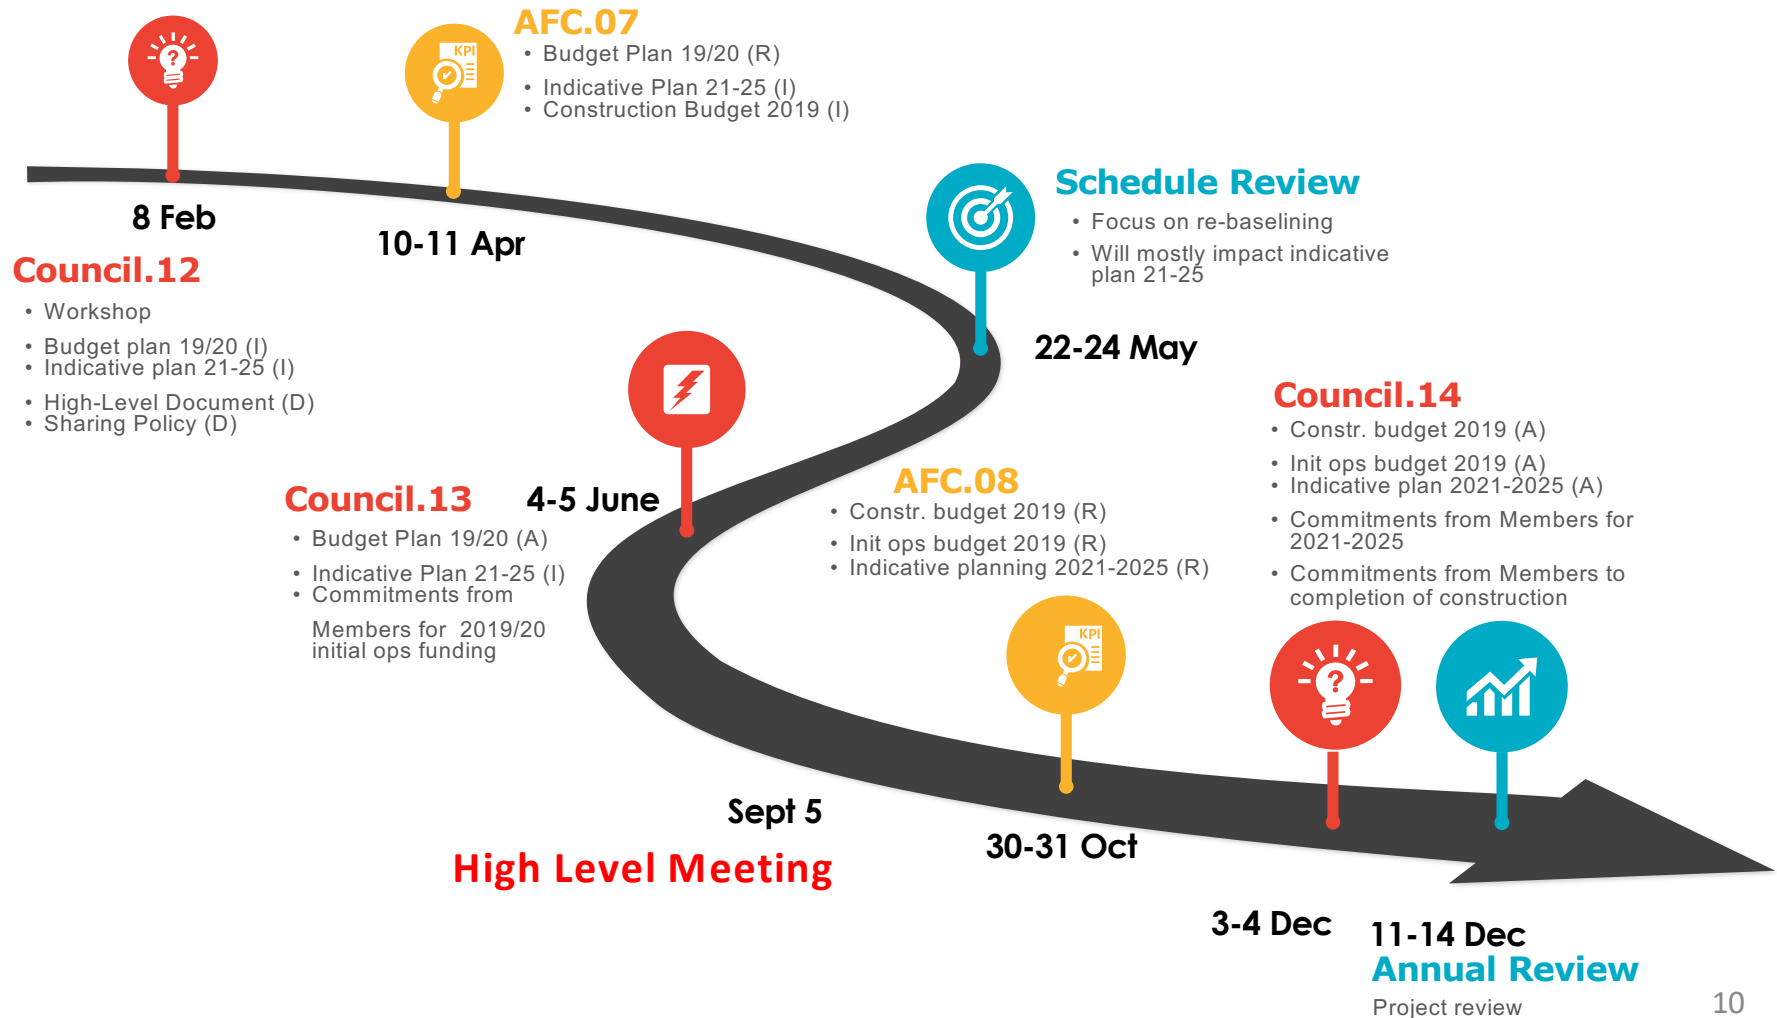 AFC.07
• Budget Plan 19/20 (R)
• Indicative Plan 21-25 (I)
• Construction Budget 2019 (I)
KPI
8 Feb
10-11 Apr
Council.12
• Workshop
• Budget plan 19/20 (I)
• Indicative plan 21-25 (I)
• High-Level Document (D)
• Sharing Policy (D)
Schedule Review
• Focus on re-baselining
• Will mostly impact indicative
plan 21-25
22-24 May
Council.13
4-5 June
• Budget Plan 19/20 (A)
• Indicative Plan 21-25 (I)
• Commitments from
Members for 2019/20
initial ops funding
AFC.08
• Constr. budget 2019 (R)
• Init ops budget 2019 (R)
• Indicative planning 2021-2025 (R)
KPI
Council.14
• Constr. budget 2019 (A)
• Init ops budget 2019 (A)
• Indicative plan 2021-2025 (A)
• Commitments from Members for
2021-2025
• Commitments from Members to
completion of construction
?
?
Sept 5
High Level Meeting
30-31 Oct
3-4 Dec
11-14 Dec
Annual Review
Project review
10